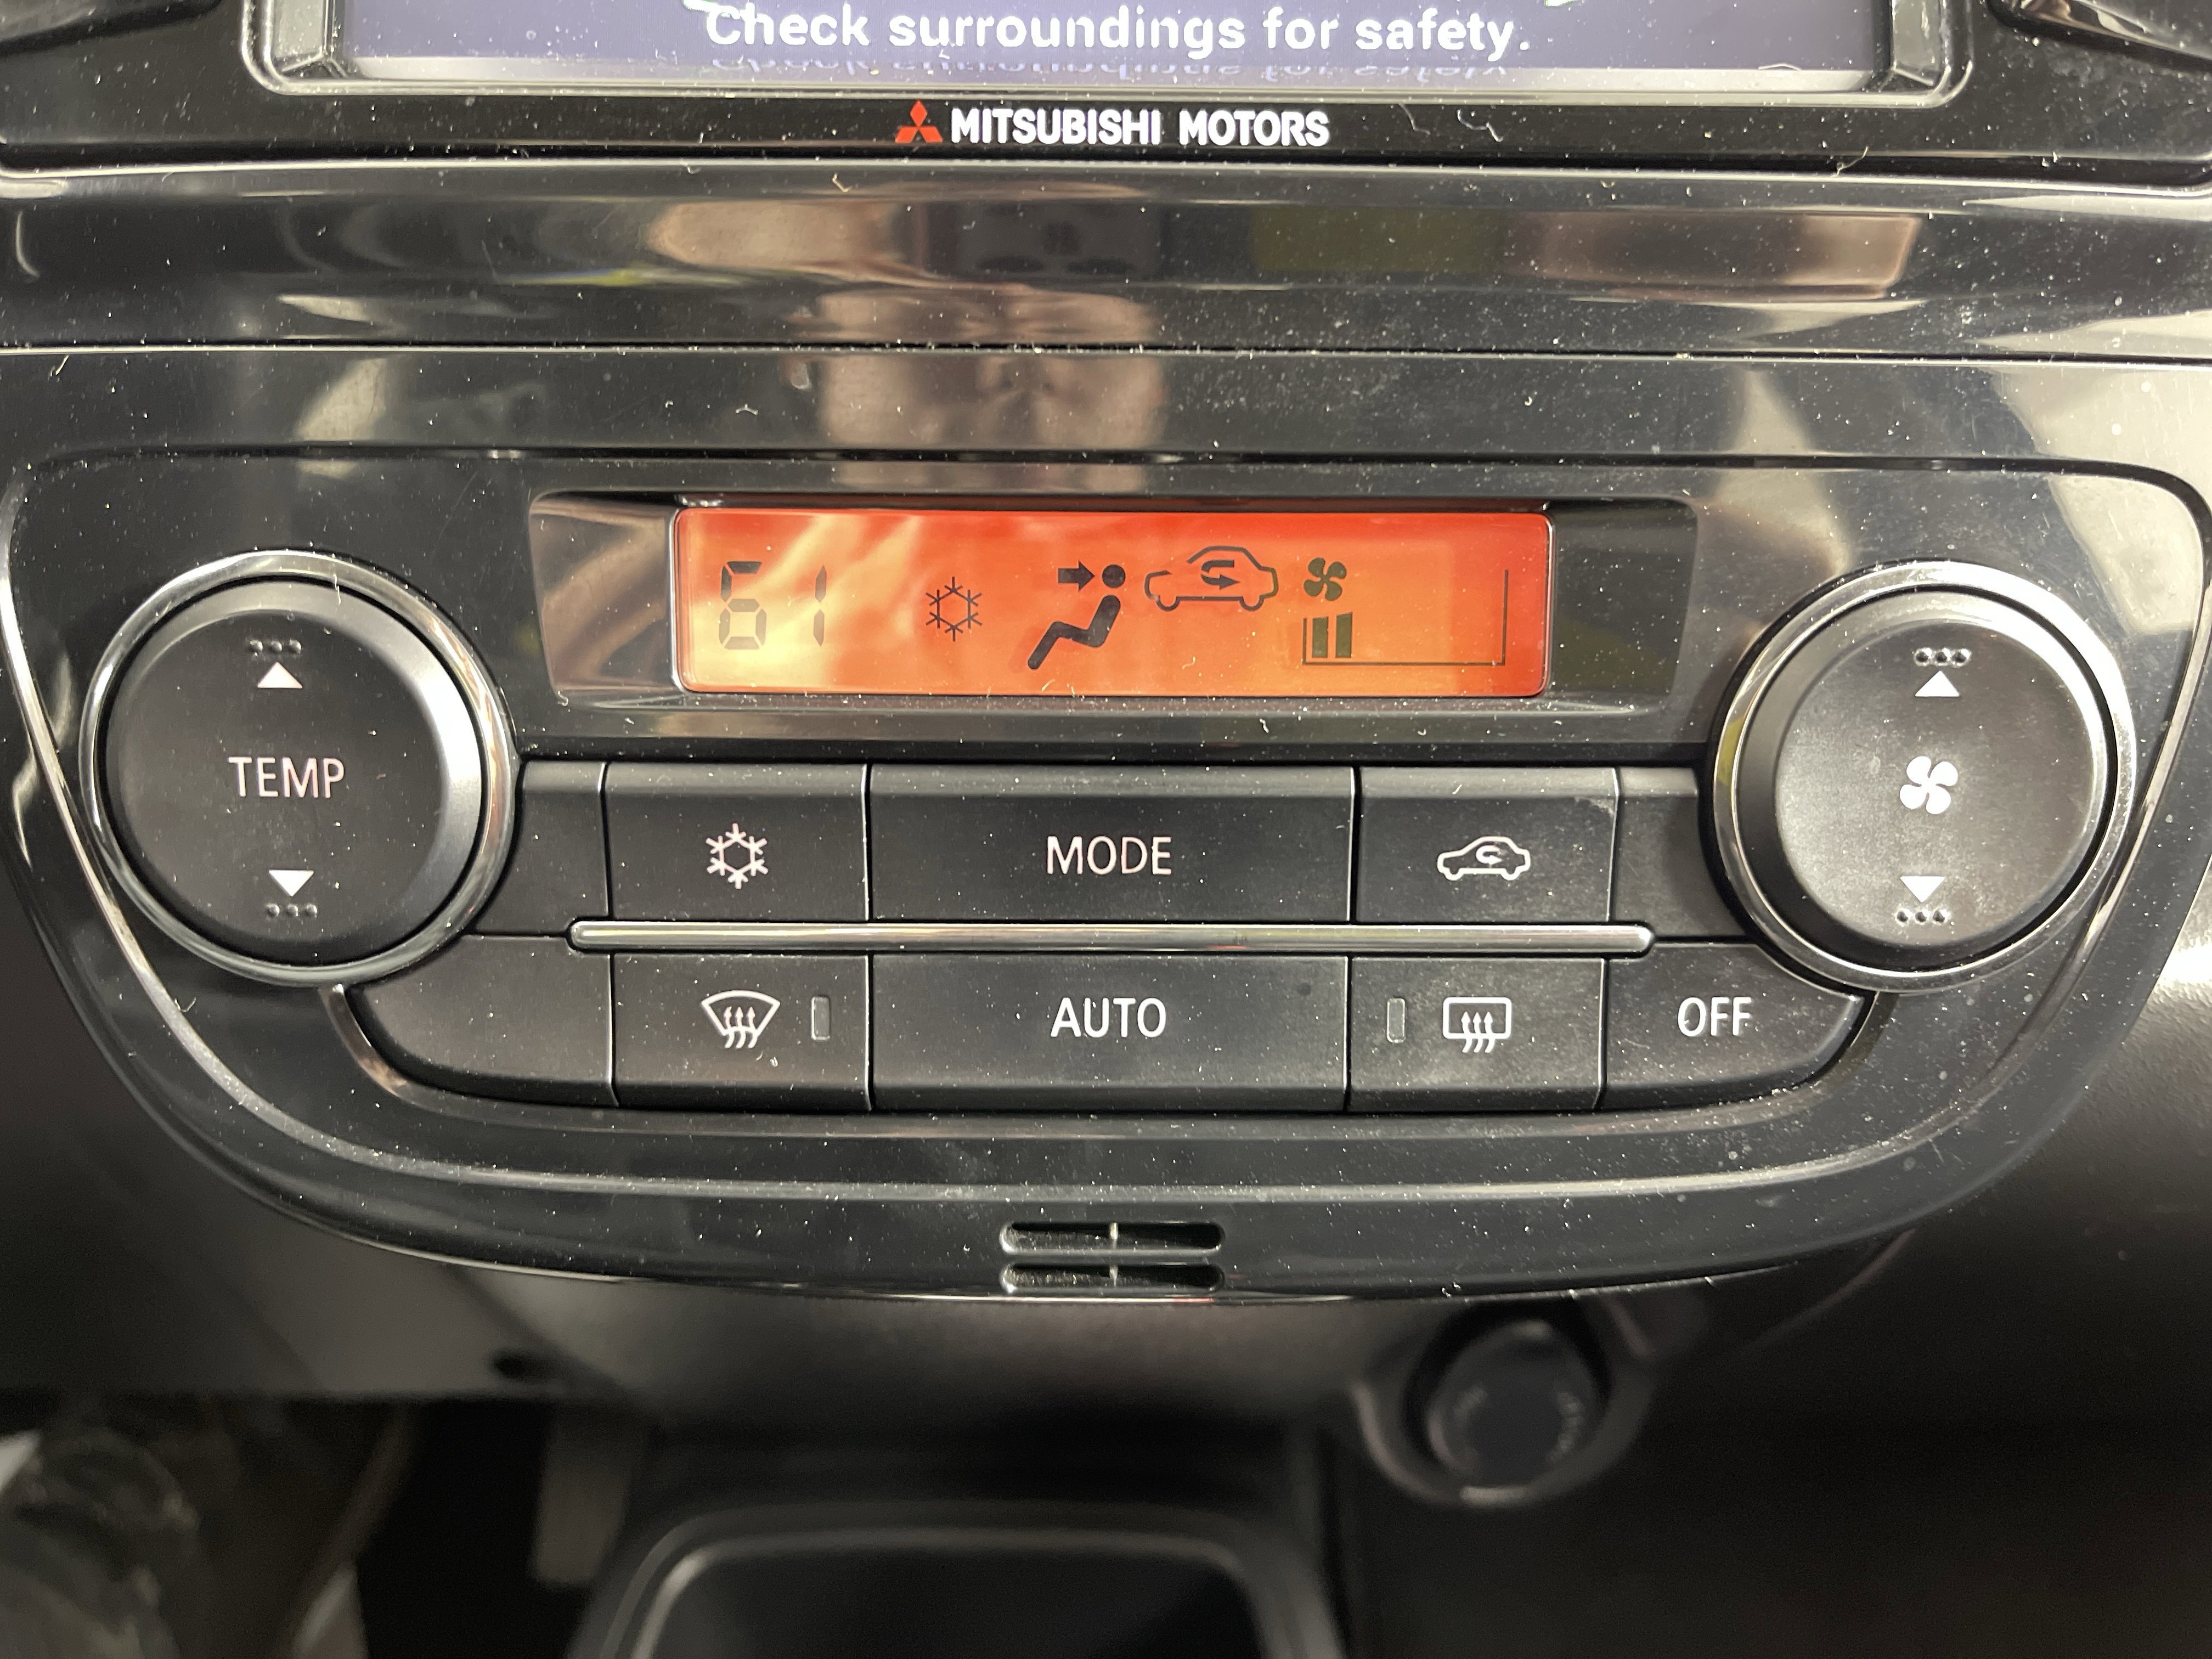 Check surroundings for safety.
MITSUBISHI MOTORS
61
TEMP
MODE
AUTO
OFF